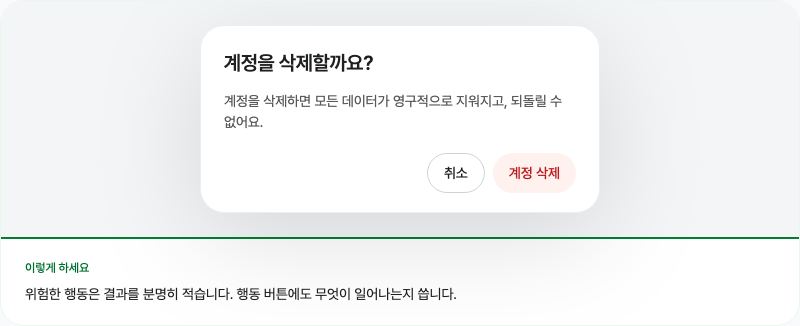 계정을 삭제할까요?
계정을 삭제하면 모든 데이터가 영구적으로 지워지고, 되돌릴 수
없어요.
취소
계정 삭제
이렇게 하세요
위험한 행동은 결과를 분명히 적습니다. 행동 버튼에도 무엇이 일어나는지 씁니다.